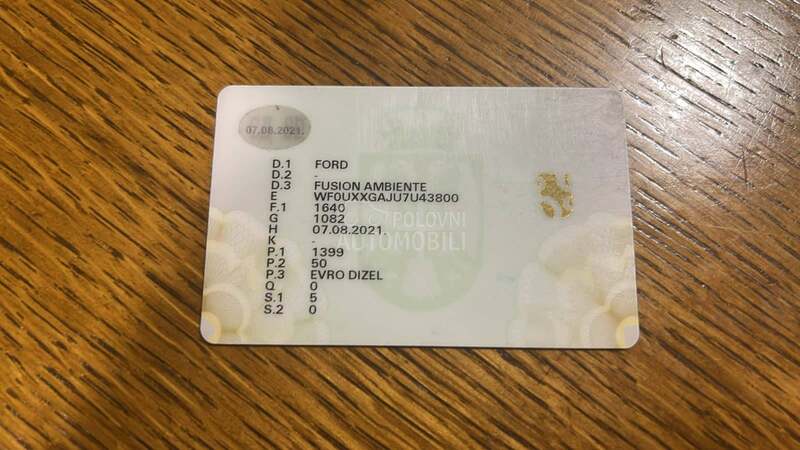 07.08.2021.
D.1 FORD
D.2 -
D.3 FUSION AMBIENTE
E WF0UXXGAJU7U43800
F.1 1640
G 1082
H 07.08.2021.
K -
P.1 1399
P.2 50
P.3 EVRO DIZEL
Q 0
S.1 5
S.2 0
POLOVNI
AUTOMOBILI